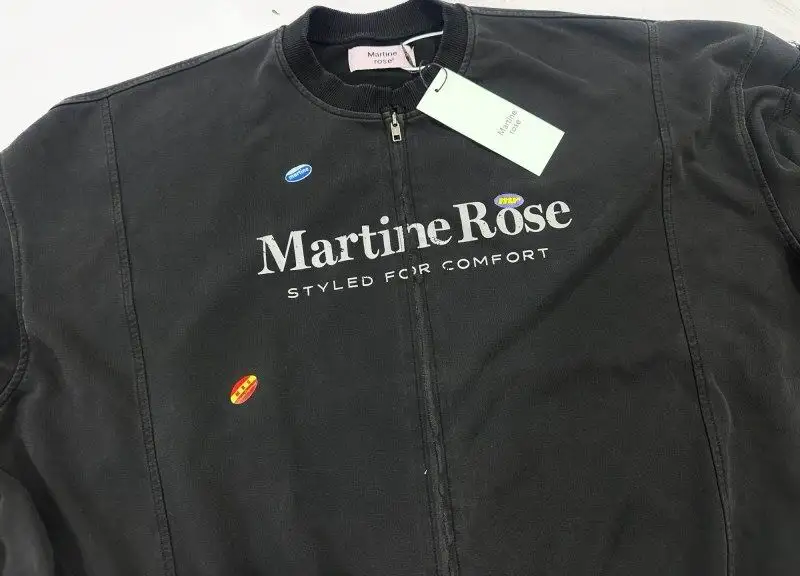 Martine
rose
Martine
rose
martine
Martine Rose
STYLED FOR COMFORT